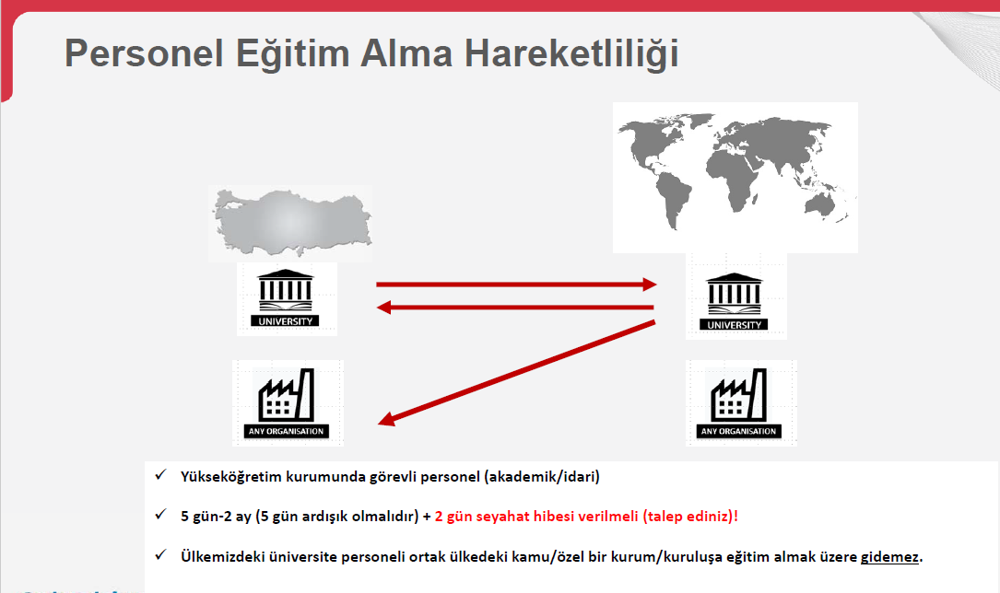 Personel Eğitim Alma Hareketliliği
UNIVERSITY
UNIVERSITY
ANY ORGANISATION
ANY ORGANISATION
✓ Yükseköğretim kurumunda görevli personel (akademik/idari)
✓ 5 gün-2 ay (5 gün ardışık olmalıdır) + 2 gün seyahat hibesi verilmeli (talep ediniz)!
✓ Ülkemizdeki üniversite personeli ortak ülkedeki kamu/özel bir kurum/kuruluşa eğitim almak üzere gidemez.